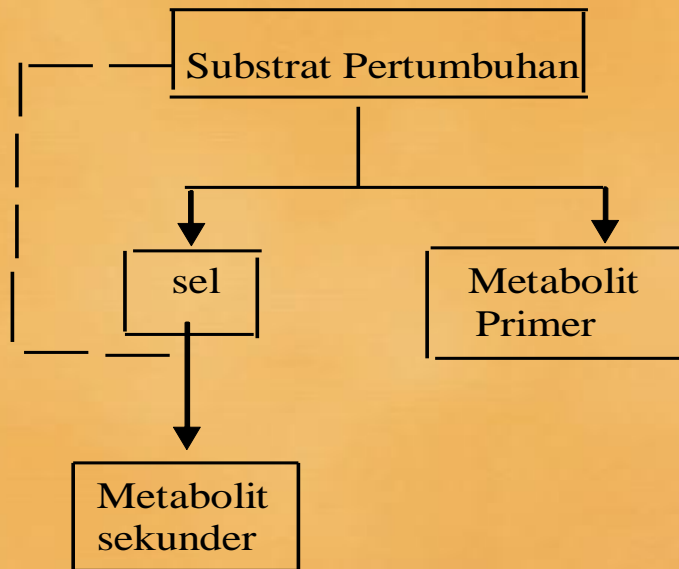 Substrat Pertumbuhan
sel
Metabolit
Primer
Metabolit
sekunder